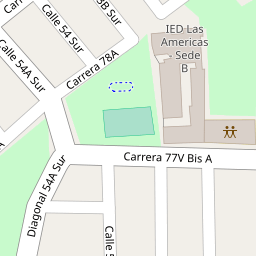 Calle 54 Sur
IED Las
Americas
- Sede
B
Calle 54A Sur
Carrera 78A
Carrera 77V Bis A
Diagonal 54A Sur